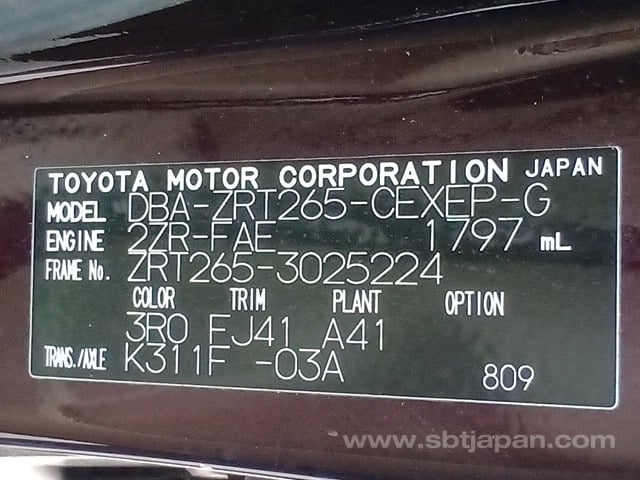 TOYOTA MOTOR CORPORATION JAPAN
MODEL DBA-ZRT265-CEXEP-G
ENGINE 2ZR-FAE 1797 mL
FRAME No. ZRT265-3025224
COLOR TRIM PLANT OPTION
3R0 EJ41 A41
TRANS./AXLE K311F -03A 809
www.sbtjapan.com